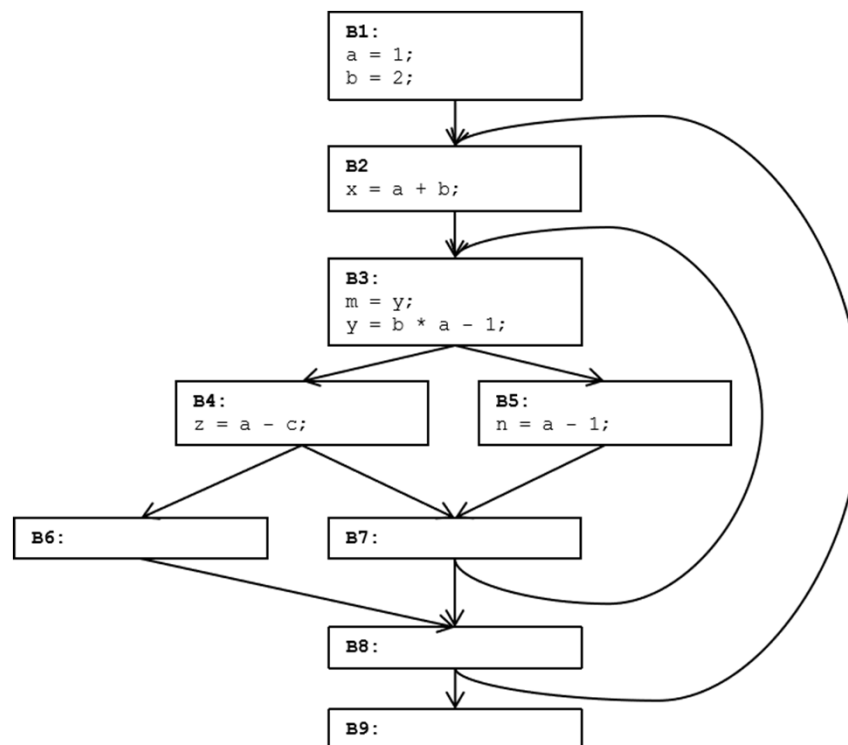 B1:
a = 1;
b = 2;
B2
x = a + b;
B3:
m = y;
y = b * a - 1;
B4:
z = a - c;
B5:
n = a - 1;
B6:
B7:
B8:
B9: